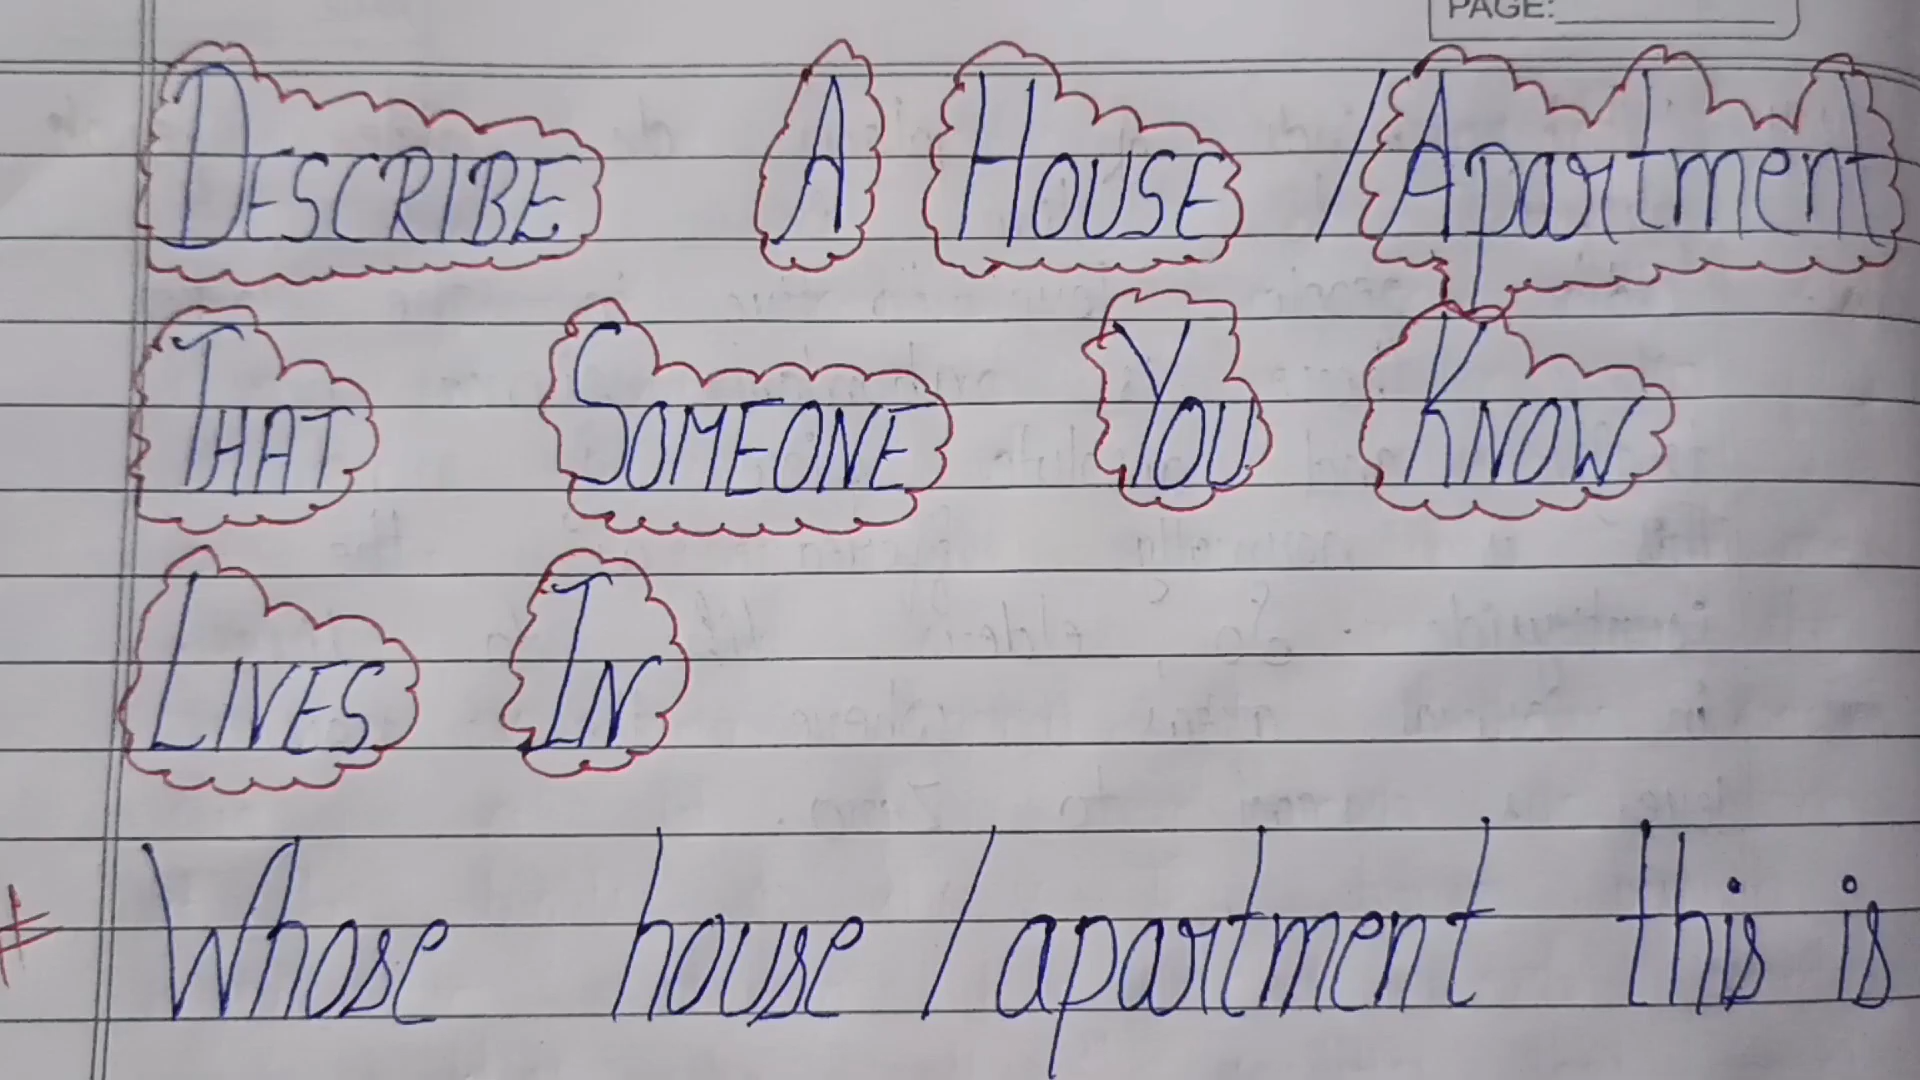 PAGE:
DESCRIBE A HOUSE / Apartment
THAT SOMEONE YOU KNOW
LIVES IN
# Whose house / apartment this is